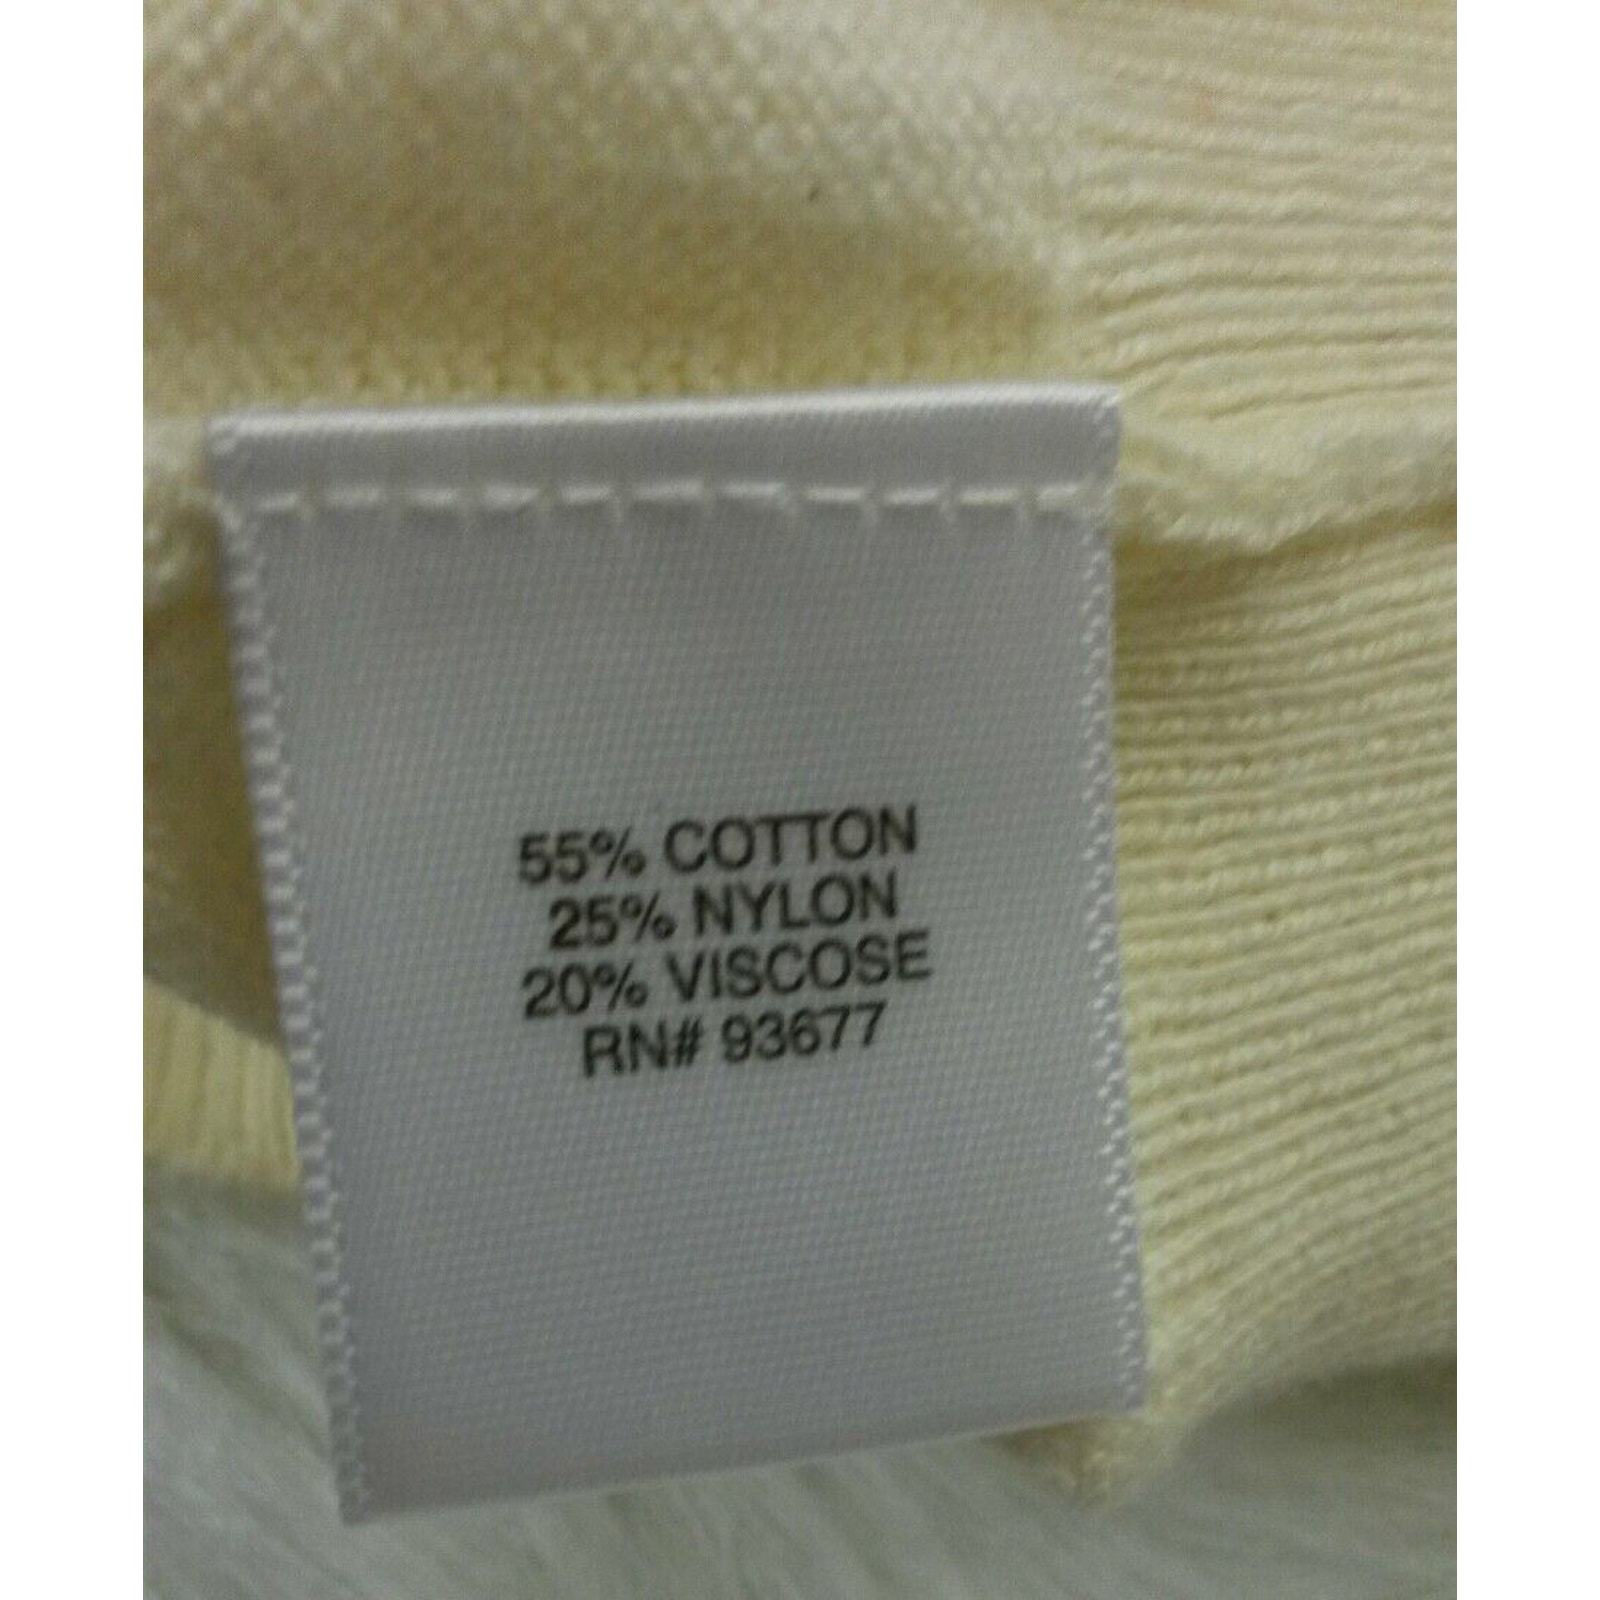 55% COTTON
25% NYLON
20% VISCOSE
RN# 93677